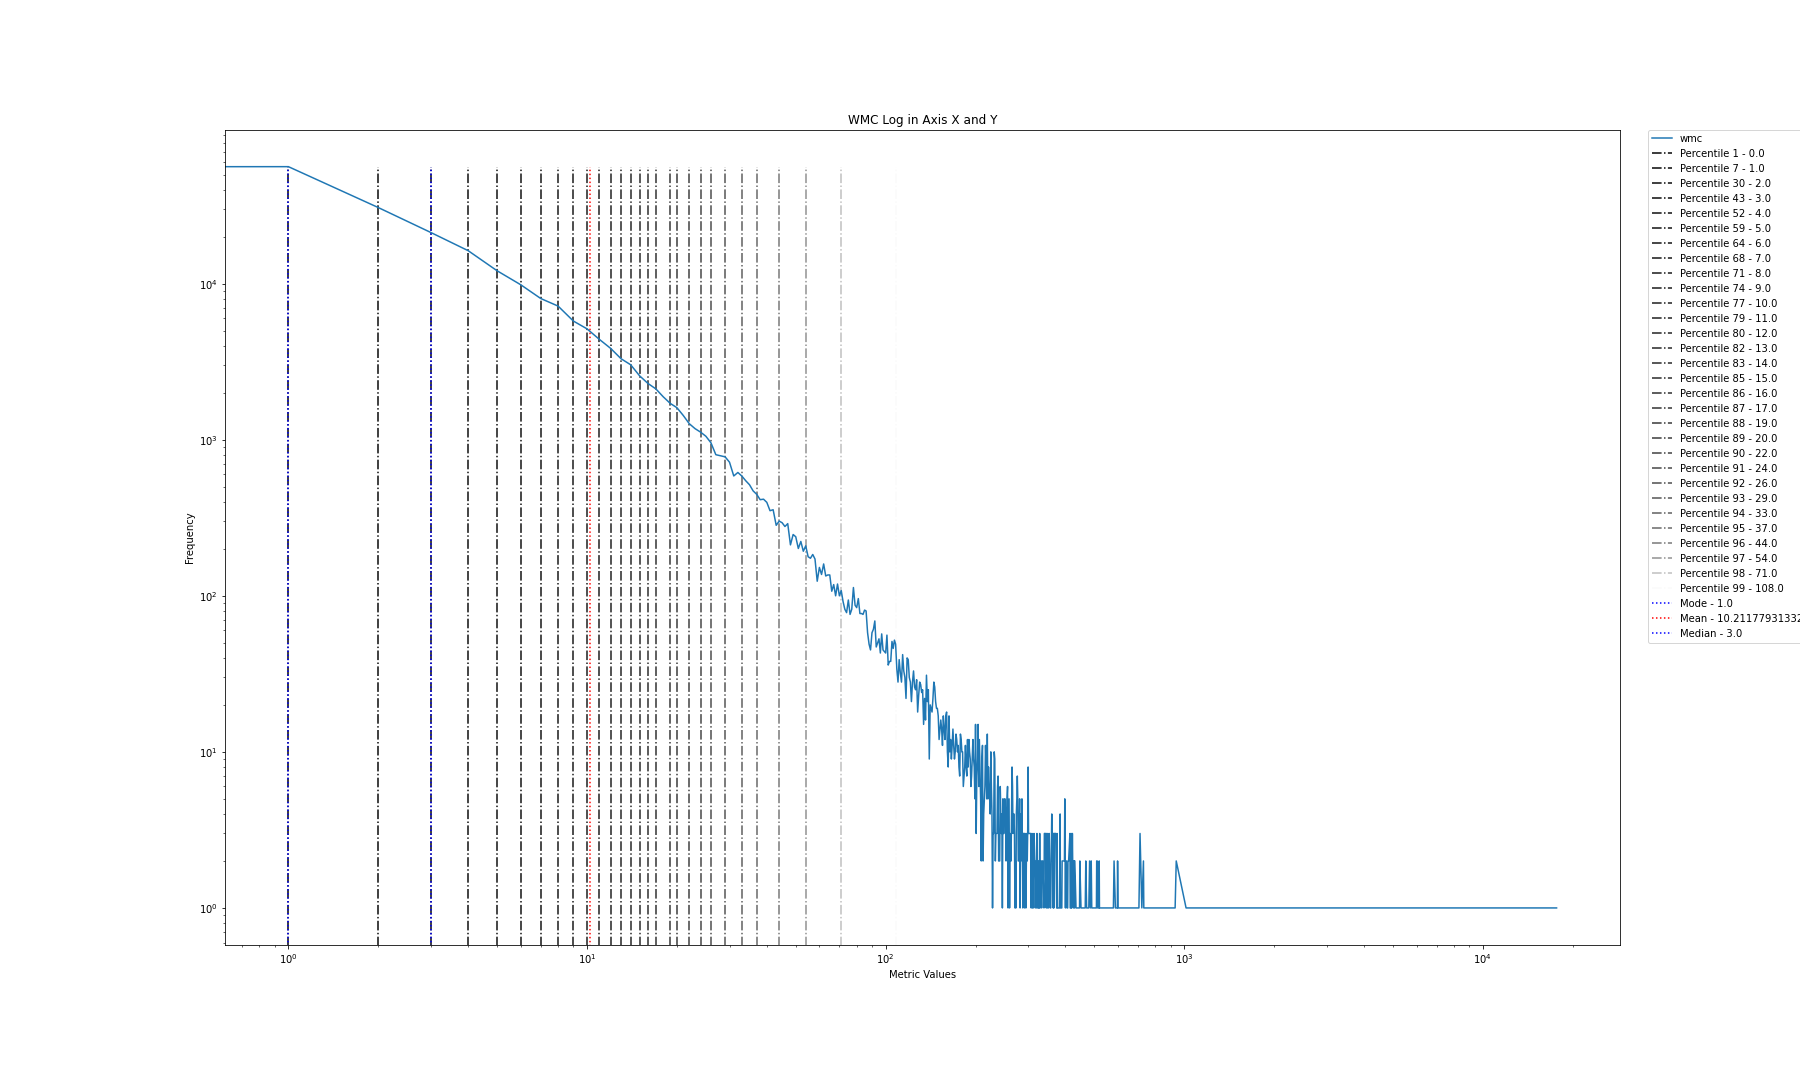 WMC Log in Axis X and Y
Frequency
10⁴
10³
10²
10¹
10⁰
10⁰
10¹
10²
10³
10⁴
Metric Values
wmc
Percentile 1 - 0.0
Percentile 7 - 1.0
Percentile 30 - 2.0
Percentile 43 - 3.0
Percentile 52 - 4.0
Percentile 59 - 5.0
Percentile 64 - 6.0
Percentile 68 - 7.0
Percentile 71 - 8.0
Percentile 74 - 9.0
Percentile 77 - 10.0
Percentile 79 - 11.0
Percentile 80 - 12.0
Percentile 82 - 13.0
Percentile 83 - 14.0
Percentile 85 - 15.0
Percentile 86 - 16.0
Percentile 87 - 17.0
Percentile 88 - 19.0
Percentile 89 - 20.0
Percentile 90 - 22.0
Percentile 91 - 24.0
Percentile 92 - 26.0
Percentile 93 - 29.0
Percentile 94 - 33.0
Percentile 95 - 37.0
Percentile 96 - 44.0
Percentile 97 - 54.0
Percentile 98 - 71.0
Percentile 99 - 108.0
Mode - 1.0
Mean - 10.21177931332
Median - 3.0